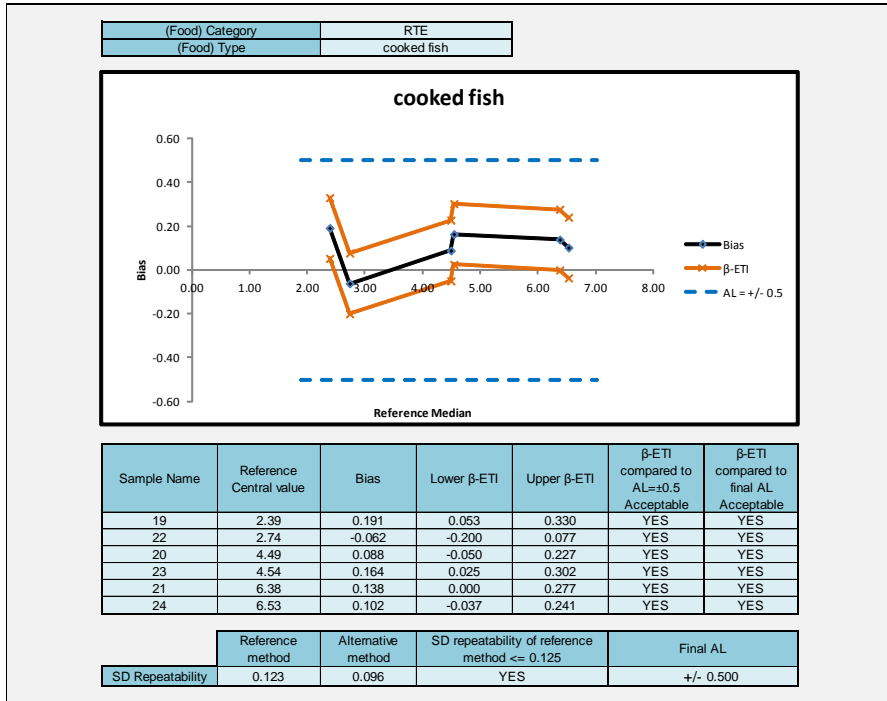 (Food) Category RTE
(Food) Type cooked fish
cooked fish
0.60
0.40
0.20
0.00
-0.20
-0.40
-0.60
Bias
0.00 1.00 2.00 3.00 4.00 5.00 6.00 7.00 8.00
Reference Median
Bias
β-ETI
AL = +/- 0.5
Sample Name Reference Central value Bias Lower β-ETI Upper β-ETI β-ETI compared to AL=±0.5 Acceptable β-ETI compared to final AL Acceptable
19 2.39 0.191 0.053 0.330 YES YES
22 2.74 -0.062 -0.200 0.077 YES YES
20 4.49 0.088 -0.050 0.227 YES YES
23 4.54 0.164 0.025 0.302 YES YES
21 6.38 0.138 0.000 0.277 YES YES
24 6.53 0.102 -0.037 0.241 YES YES
Reference method Alternative method SD repeatability of reference method <= 0.125 Final AL
SD Repeatability 0.123 0.096 YES +/- 0.500